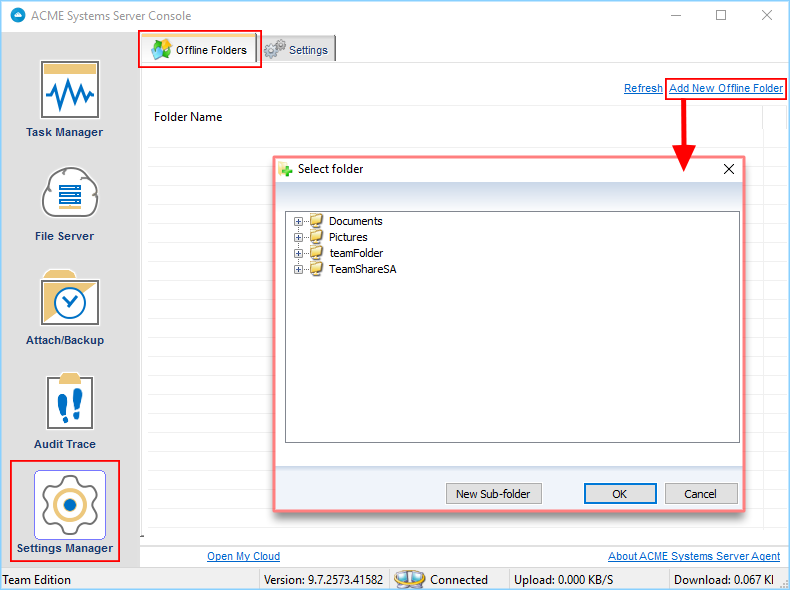 ACME Systems Server Console
Offline Folders
Settings
Refresh
Add New Offline Folder
Folder Name
Task Manager
File Server
Attach/Backup
Audit Trace
Settings Manager
Select folder
Documents
Pictures
teamFolder
TeamShareSA
New Sub-folder
OK
Cancel
Open My Cloud
About ACME Systems Server Agent
Team Edition
Version: 9.7.2573.41582
Connected
Upload: 0.000 KB/S
Download: 0.067 KI